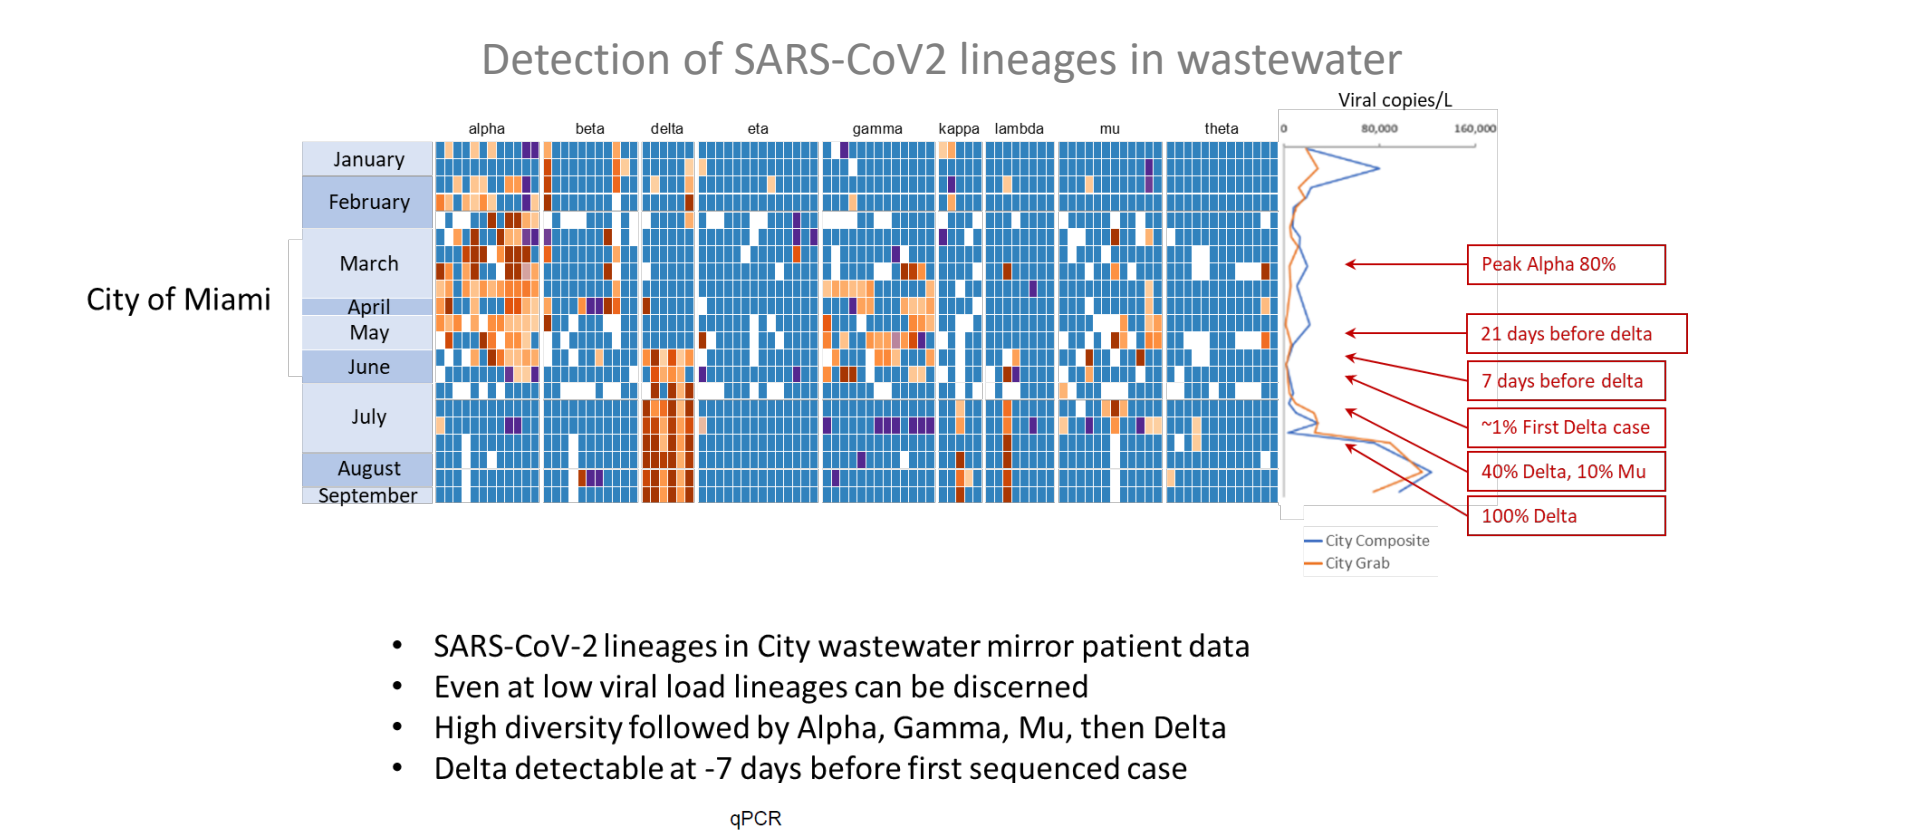 Detection of SARS-CoV2 lineages in wastewater
Viral copies/L
alpha beta delta eta gamma kappa lambda mu theta
0 80,000 160,000
January
February
March
April
May
June
July
August
September
City of Miami
Peak Alpha 80%
21 days before delta
7 days before delta
~1% First Delta case
40% Delta, 10% Mu
100% Delta
City Composite
City Grab
• SARS-CoV-2 lineages in City wastewater mirror patient data
• Even at low viral load lineages can be discerned
• High diversity followed by Alpha, Gamma, Mu, then Delta
• Delta detectable at -7 days before first sequenced case
qPCR